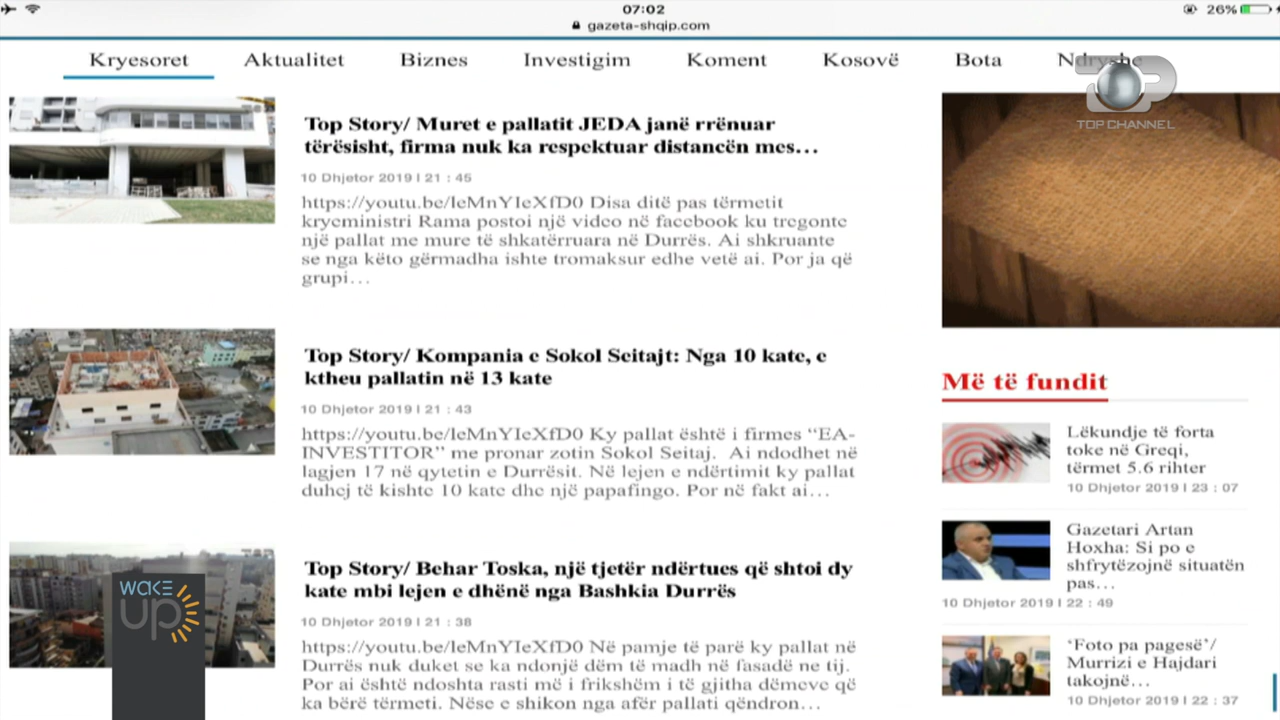 07:02
26%
gazeta-shqip.com
Kryesoret Aktualitet Biznes Investigim Koment Kosovë Bota Ndryshe
TOP CHANNEL
Top Story/ Muret e pallatit JEDA janë rrënuar
tërësisht, firma nuk ka respektuar distancën mes...
10 Dhjetor 2019 | 21 : 45
https://youtu.be/leMnYIeXfD0 Disa ditë pas tërmetit
kryeministri Rama postoi një video në facebook ku tregonte
një pallat me mure të shkatërruara në Durrës. Ai shkruante
se nga këto gërmadha ishte tromaksur edhe vetë ai. Por ja që
grupi...
Top Story/ Kompania e Sokol Seitajt: Nga 10 kate, e
ktheu pallatin në 13 kate
10 Dhjetor 2019 | 21 : 43
https://youtu.be/leMnYIeXfD0 Ky pallat është i firmes “EA-
INVESTITOR” me pronar zotin Sokol Seitaj. Ai ndodhet në
lagjen 17 në qytetin e Durrësit. Në lejen e ndërtimit ky pallat
duhej të kishte 10 kate dhe një papafingo. Por në fakt ai...
Top Story/ Behar Toska, një tjetër ndërtues që shtoi dy
kate mbi lejen e dhënë nga Bashkia Durrës
10 Dhjetor 2019 | 21 : 38
https://youtu.be/leMnYIeXfD0 Në pamje të parë ky pallat në
Durrës nuk duket se ka ndonjë dëm të madh në fasadë ne tij.
Por ai është ndoshta rasti më i frikshëm i të gjitha dëmeve që
ka bërë tërmeti. Nëse e shikon nga afër pallati qëndron...
Më të fundit
Lëkundje të forta
toke në Greqi,
tërmet 5.6 rihter
10 Dhjetor 2019 | 23 : 07
Gazetari Artan
Hoxha: Si po e
shfrytëzojnë situatën
pas...
10 Dhjetor 2019 | 22 : 49
‘Foto pa pagesë’/
Murrizi e Hajdari
takojnë...
10 Dhjetor 2019 | 22 : 37
wake
up